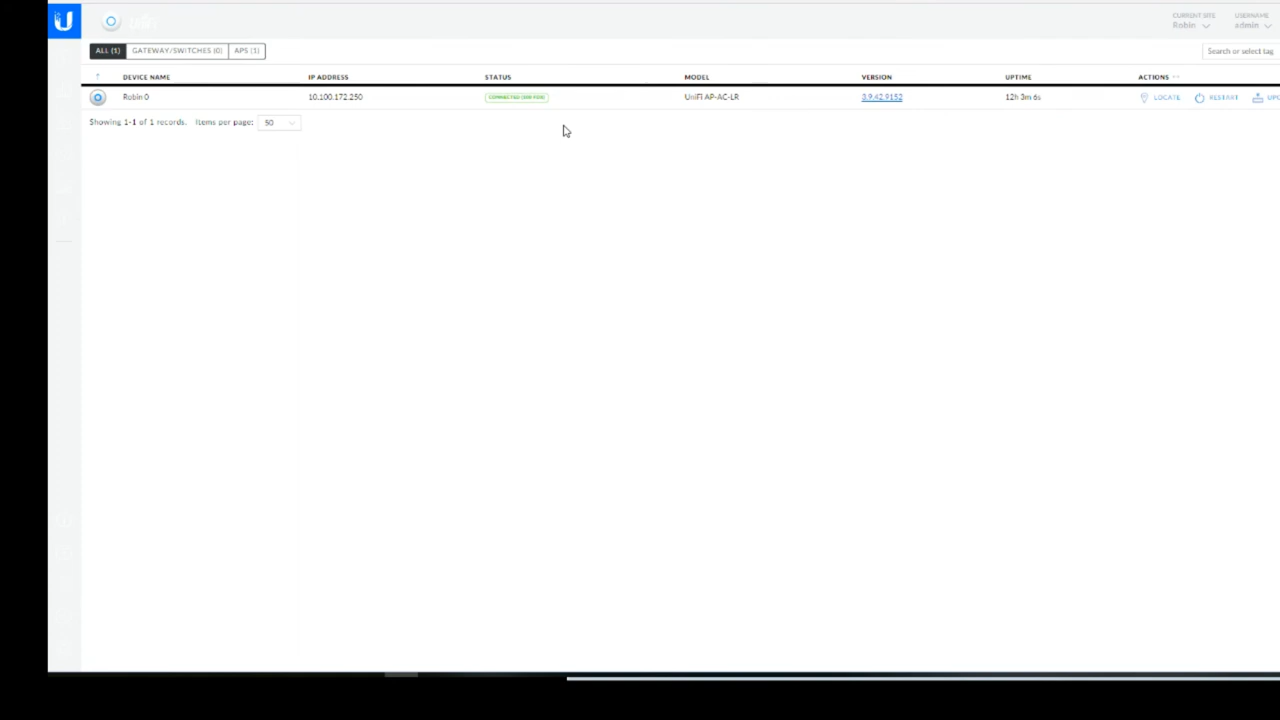 CURRENT SITE
Robin
USERNAME
admin
ALL (1) GATEWAY/SWITCHES (0) APS (1)
Search or select tag
DEVICE NAME IP ADDRESS STATUS MODEL VERSION UPTIME ACTIONS
Robin 0 10.100.172.250 CONNECTED UniFi AP-AC-LR 3.9.42.9152 12h 3m 6s LOCATE RESTART
Showing 1-1 of 1 records. Items per page: 50